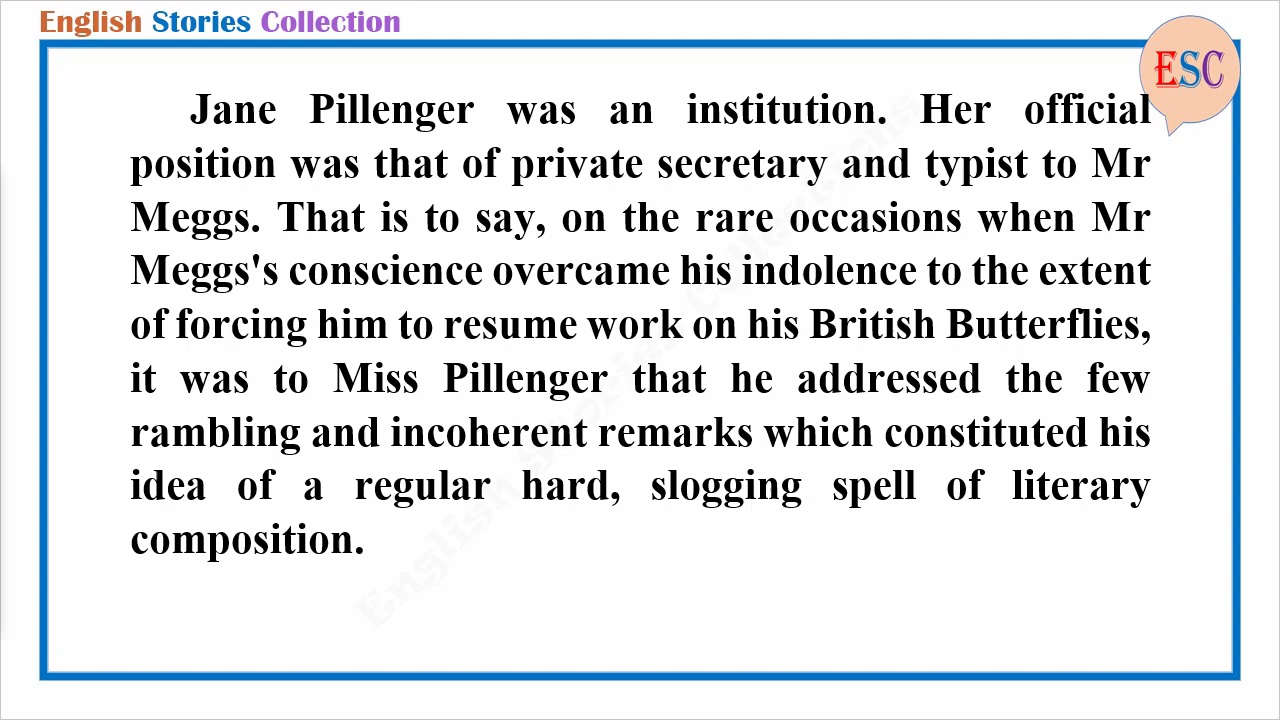 English Stories Collection
ESC
Jane Pillenger was an institution. Her official
position was that of private secretary and typist to Mr
Meggs. That is to say, on the rare occasions when Mr
Meggs's conscience overcame his indolence to the extent
of forcing him to resume work on his British Butterflies,
it was to Miss Pillenger that he addressed the few
rambling and incoherent remarks which constituted his
idea of a regular hard, slogging spell of literary
composition.
English Stories Collections